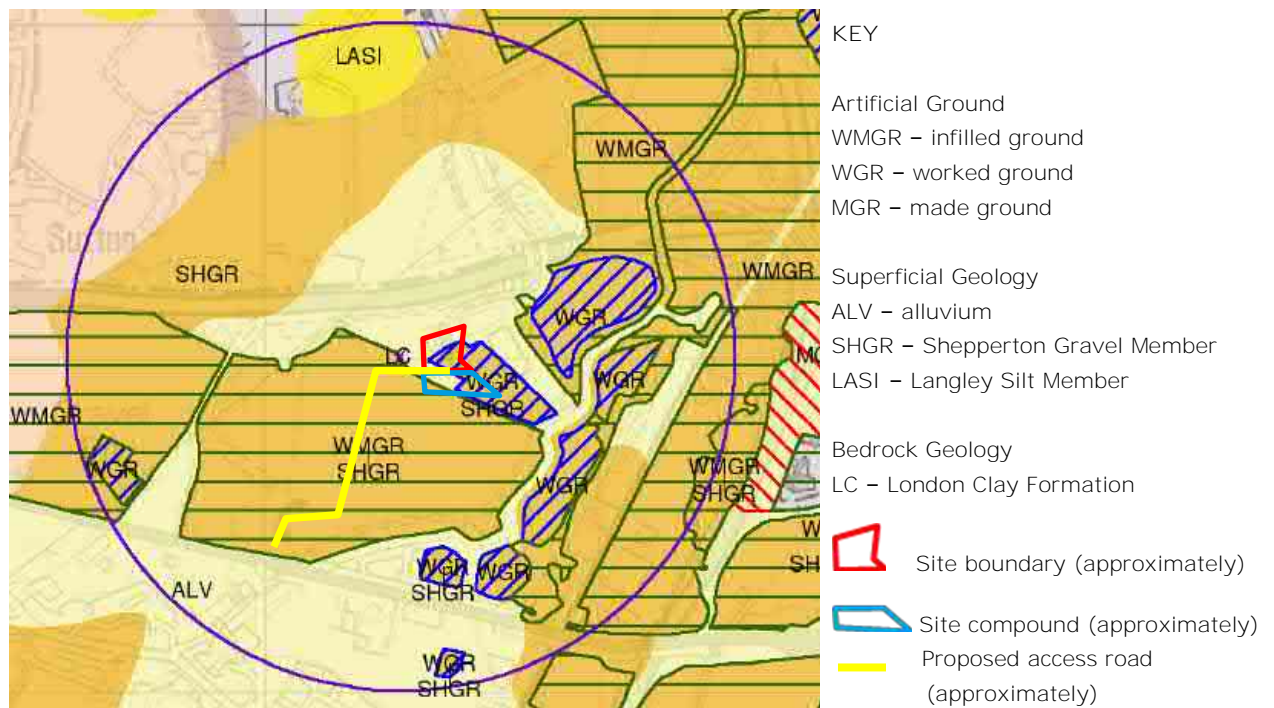 LASI
WMGR
Sutton
SHGR
WMGR
WGR
LC
WGR
WGR
SHGR
WMGR
WMGR
SHGR
WGR
WMGR
SHGR
WGR
ALV
WGR
WGR
SHGR
SH
WGR
SHGR
KEY
Artificial Ground
WMGR – infilled ground
WGR – worked ground
MGR – made ground
Superficial Geology
ALV – alluvium
SHGR – Shepperton Gravel Member
LASI – Langley Silt Member
Bedrock Geology
LC – London Clay Formation
Site boundary (approximately)
Site compound (approximately)
Proposed access road
(approximately)